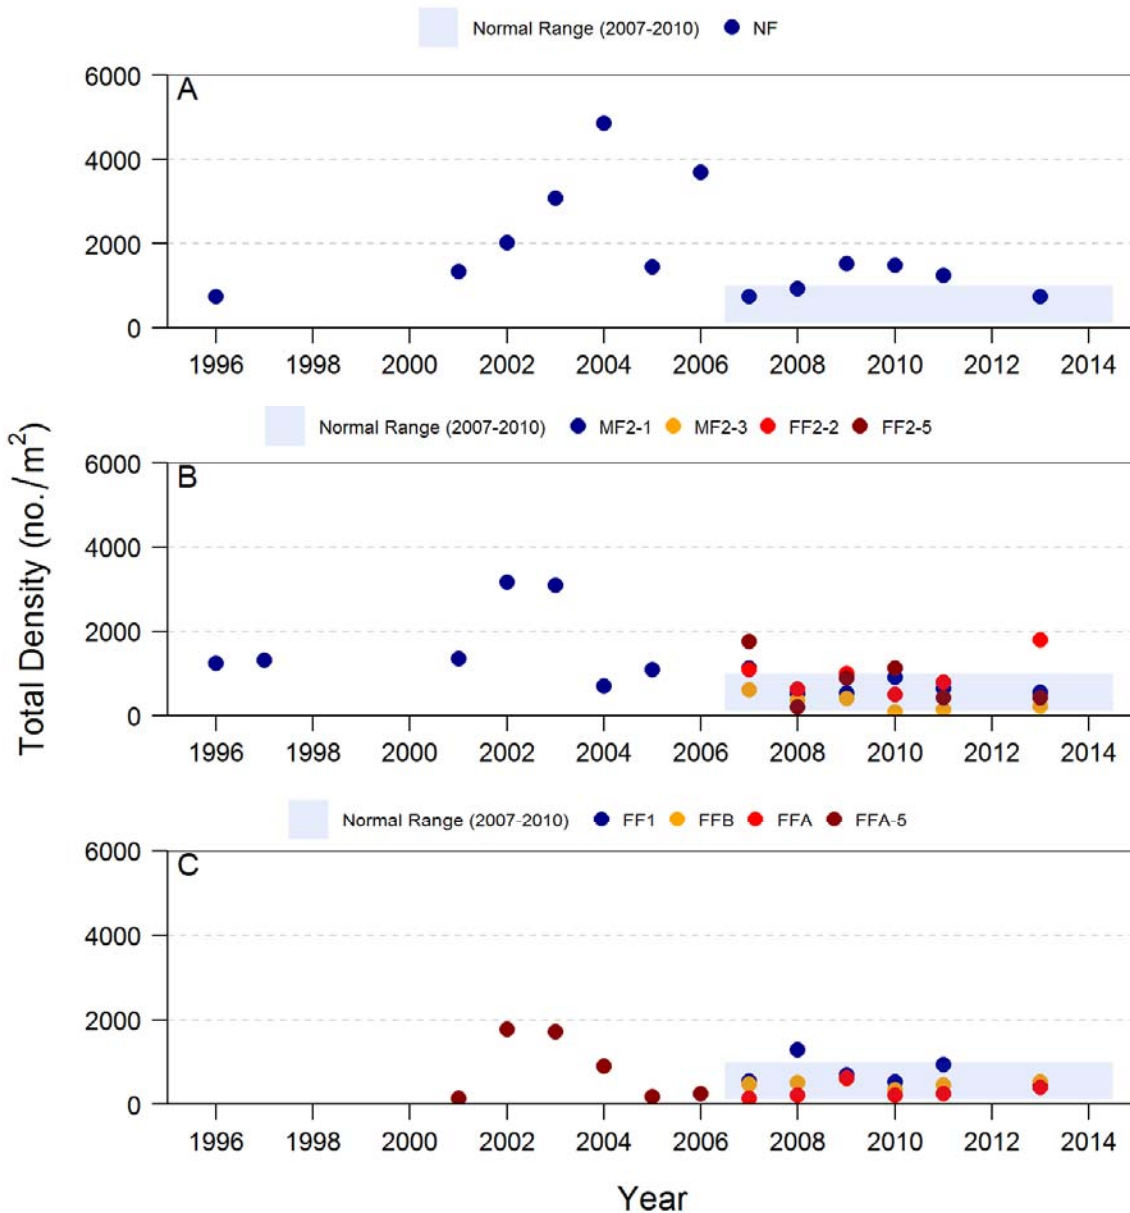 Normal Range (2007-2010) NF
A
6000
4000
2000
0
1996 1998 2000 2002 2004 2006 2008 2010 2012 2014
Normal Range (2007-2010) MF2-1 MF2-3 FF2-2 FF2-5
B
6000
4000
2000
0
1996 1998 2000 2002 2004 2006 2008 2010 2012 2014
Total Density (no./m²)
Normal Range (2007-2010) FF1 FFB FFA FFA-5
C
6000
4000
2000
0
1996 1998 2000 2002 2004 2006 2008 2010 2012 2014
Year